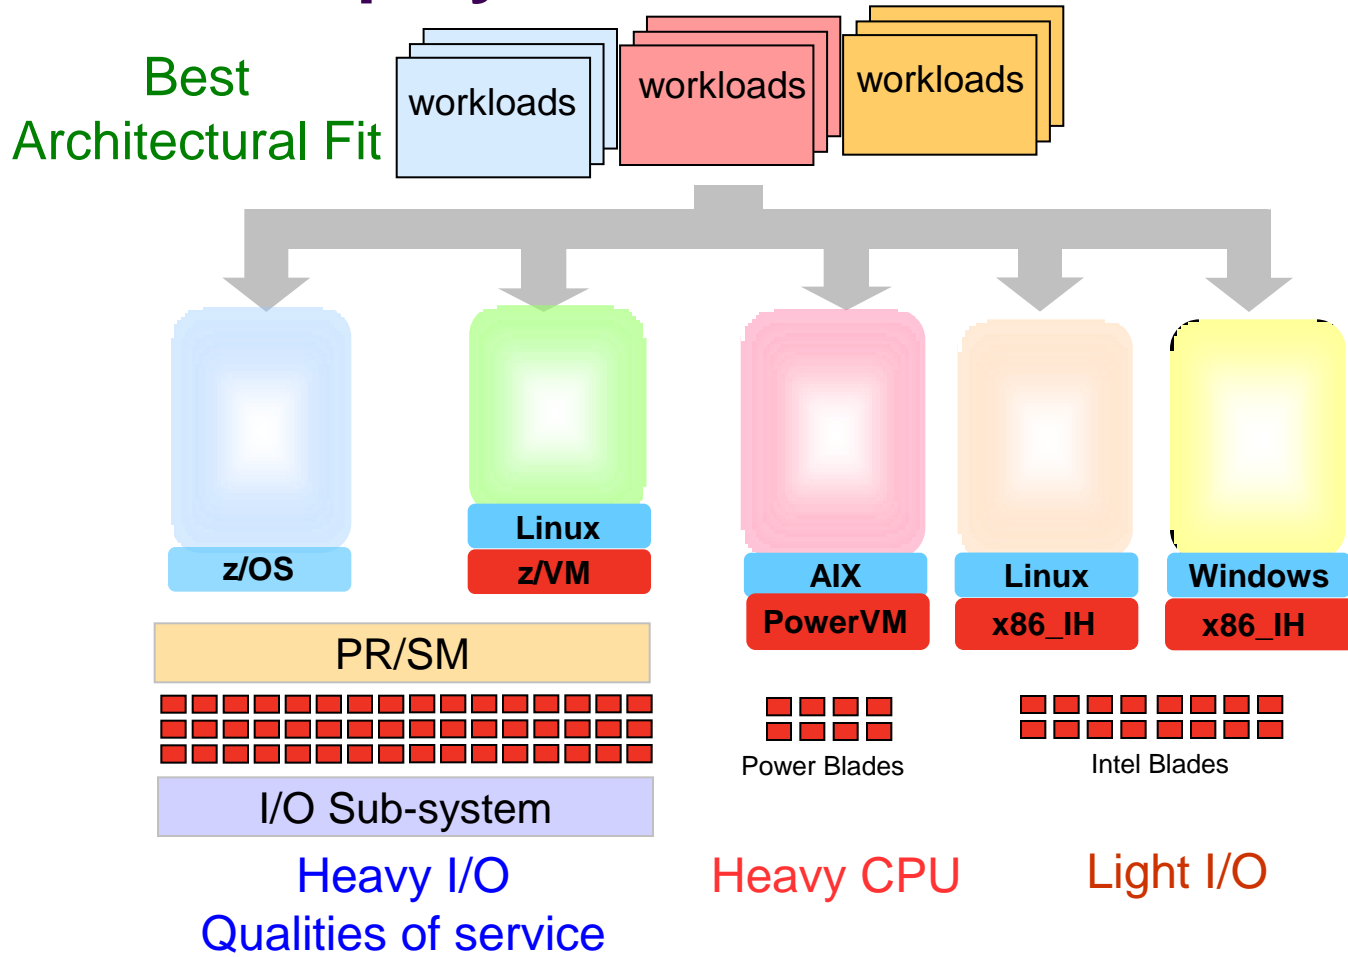 Best
Architectural Fit
workloads
workloads
workloads
Linux
z/OS
z/VM
AIX
Linux
Windows
PowerVM
x86_IH
x86_IH
PR/SM
Power Blades
Intel Blades
I/O Sub-system
Heavy I/O
Qualities of service
Heavy CPU
Light I/O